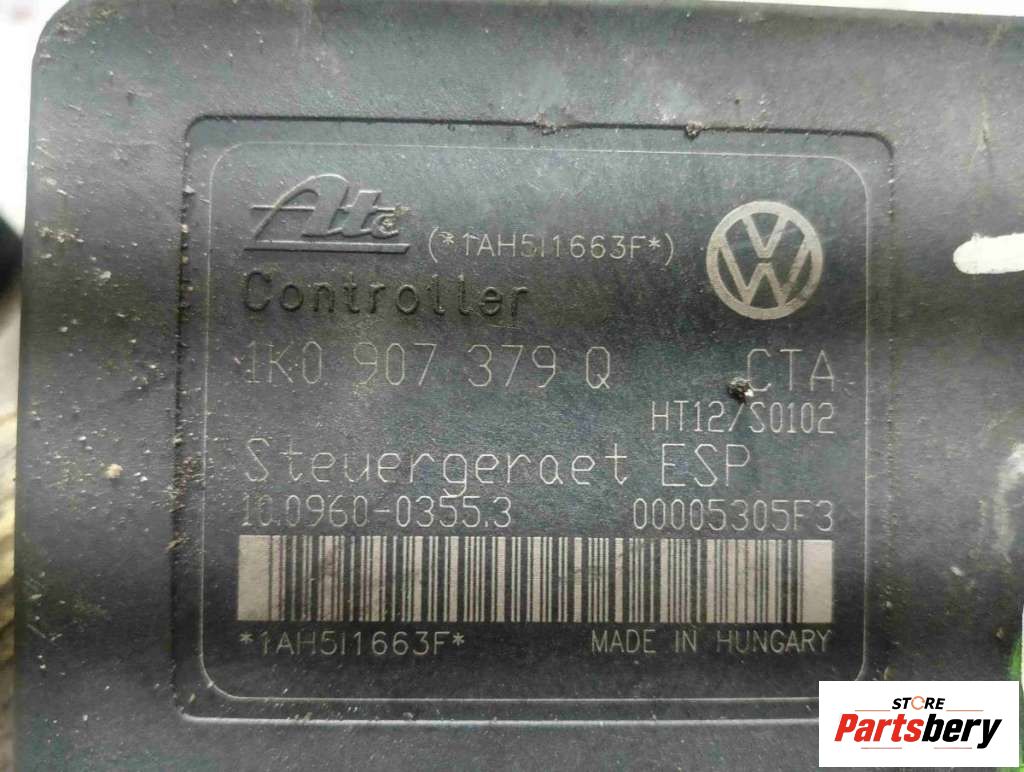 Ate (*1AH5I1663F*)
Controller
1K0 907 379 Q CTA
HT12/S0102
Steuergeraet ESP
10.0960-0355.3 00005305F3
*1AH5I1663F* MADE IN HUNGARY
STORE
Partsbery